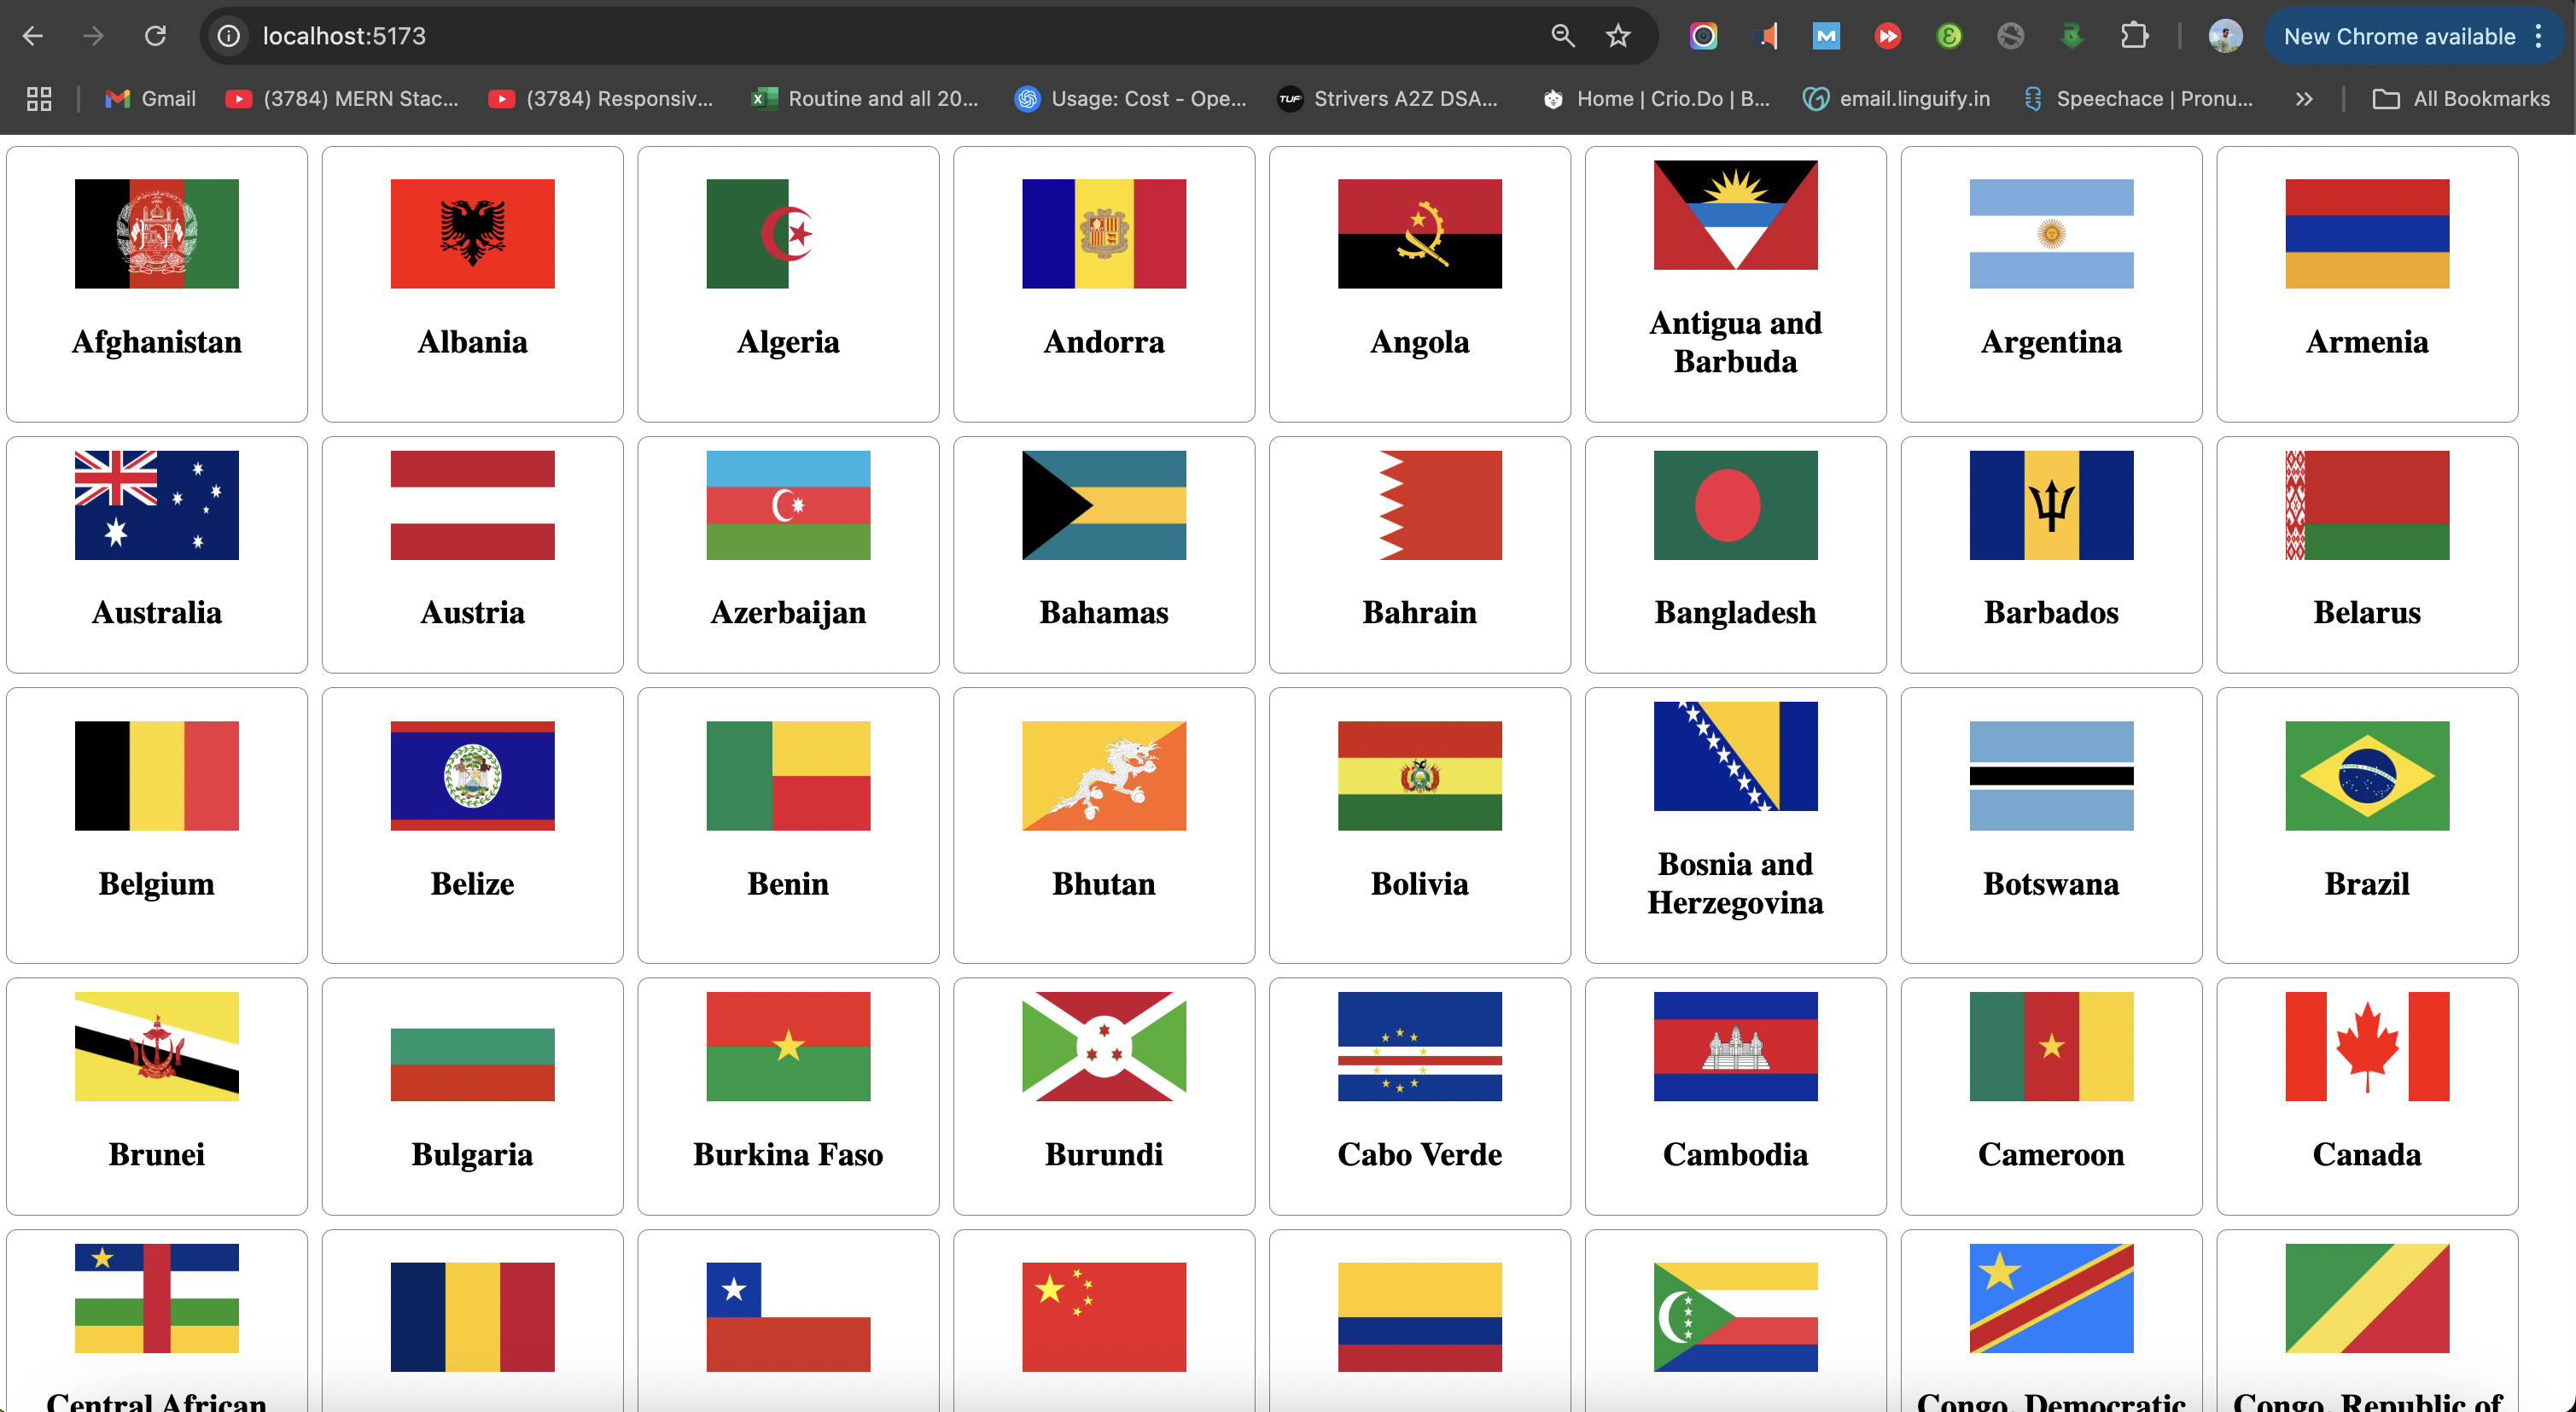 localhost:5173
New Chrome available
Gmail
(3784) MERN Stac...
(3784) Responsiv...
Routine and all 20...
Usage: Cost - Ope...
TUF
Strivers A2Z DSA...
Home | Crio.Do | B...
email.linguify.in
Speechace | Pronu...
All Bookmarks
Afghanistan
Albania
Algeria
Andorra
Angola
Antigua and
Barbuda
Argentina
Armenia
Australia
Austria
Azerbaijan
Bahamas
Bahrain
Bangladesh
Barbados
Belarus
Belgium
Belize
Benin
Bhutan
Bolivia
Bosnia and
Herzegovina
Botswana
Brazil
Brunei
Bulgaria
Burkina Faso
Burundi
Cabo Verde
Cambodia
Cameroon
Canada
Central African
Congo, Democratic
Congo, Republic of